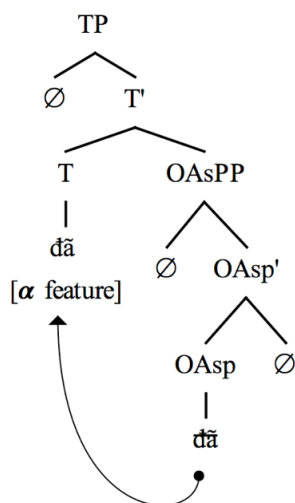 TP
∅ T'
T OAsPP
đã ∅ OAsp'
[α feature]
OAsp ∅
đã